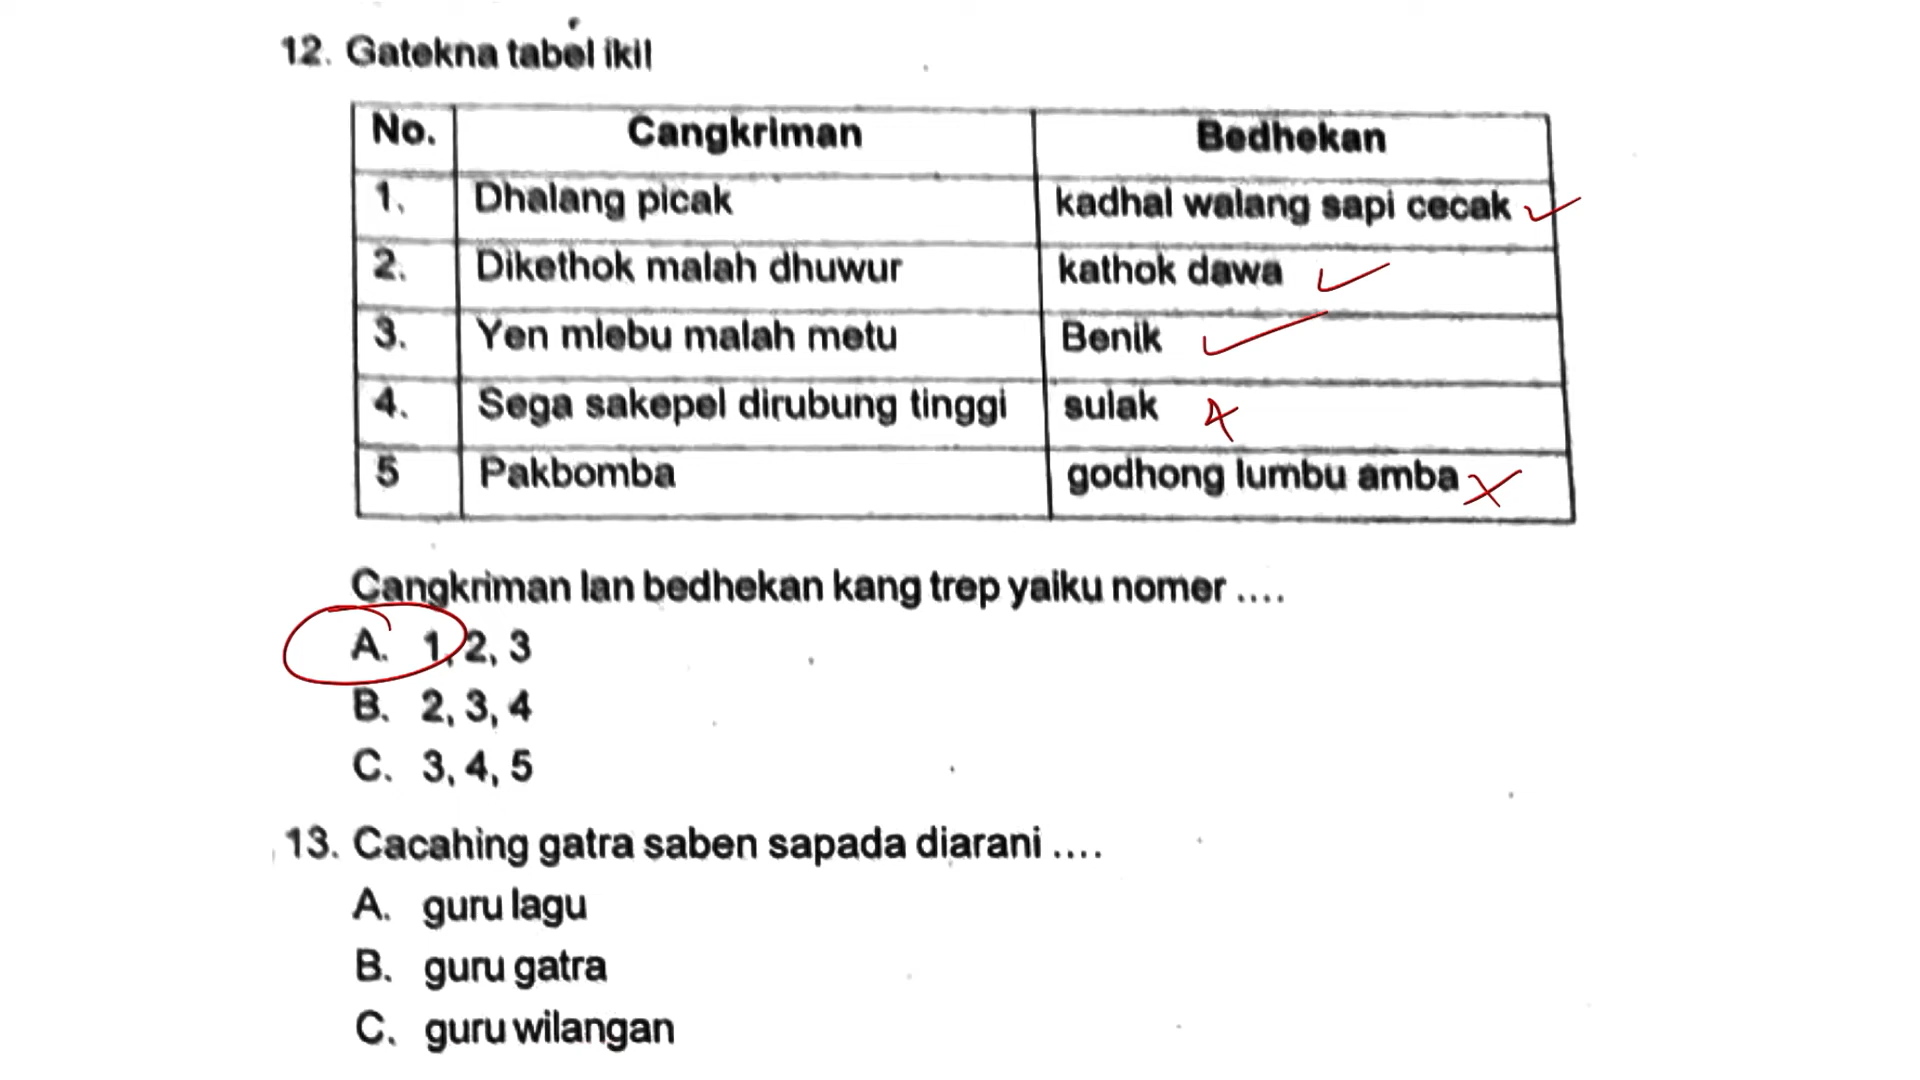 12. Gatekna tabel iki!
No. Cangkriman Bedhekan
1. Dhalang picak kadhal walang sapi cecak
2. Dikethok malah dhuwur kathok dawa
3. Yen mlebu malah metu Benik
4. Sega sakepel dirubung tinggi sulak
5 Pakbomba godhong lumbu amba
Cangkriman lan bedhekan kang trep yaiku nomer ....
A. 1, 2, 3
B. 2, 3, 4
C. 3, 4, 5
13. Cacahing gatra saben sapada diarani ....
A. guru lagu
B. guru gatra
C. guru wilangan